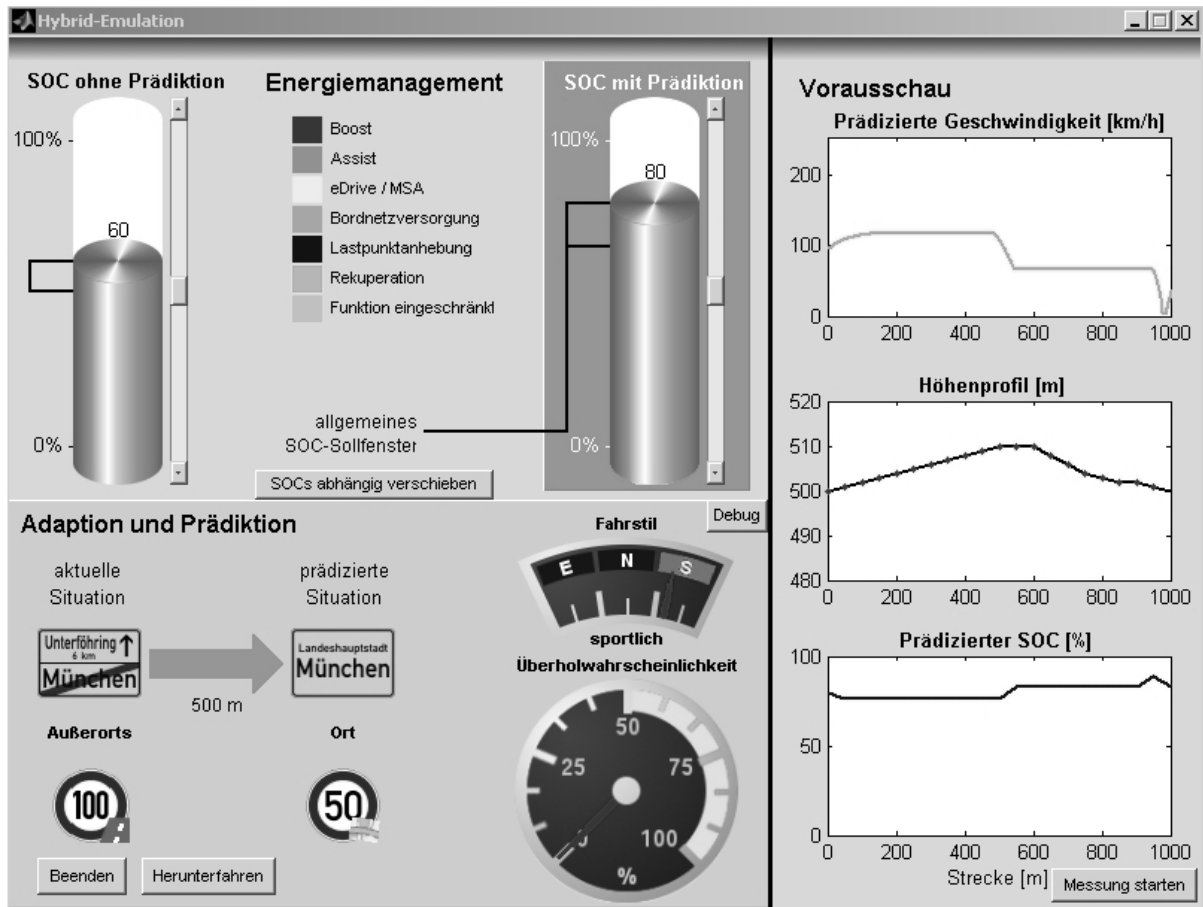 Hybrid-Emulation
SOC ohne Prädiktion
100%
60
0%
Energiemanagement
Boost
Assist
eDrive / MSA
Bordnetzversorgung
Lastpunktanhebung
Rekuperation
Funktion eingeschränkt
allgemeines
SOC-Sollfenster
SOCs abhängig verschieben
SOC mit Prädiktion
100%
80
0%
Adaption und Prädiktion
aktuelle
Situation
prädizierte
Situation
Unterföhring
6 km
München
500 m
Landeshauptstadt
München
Außerorts
Ort
100
50
Beenden
Herunterfahren
Debug
Fahrstil
E N S
sportlich
Überholwahrscheinlichkeit
0 25 50 75 100
%
Vorausschau
Prädizierte Geschwindigkeit [km/h]
200
100
0
0 200 400 600 800 1000
Höhenprofil [m]
520
510
500
490
480
0 200 400 600 800 1000
Prädizierter SOC [%]
100
50
0
0 200 400 600 800 1000
Strecke [m]
Messung starten